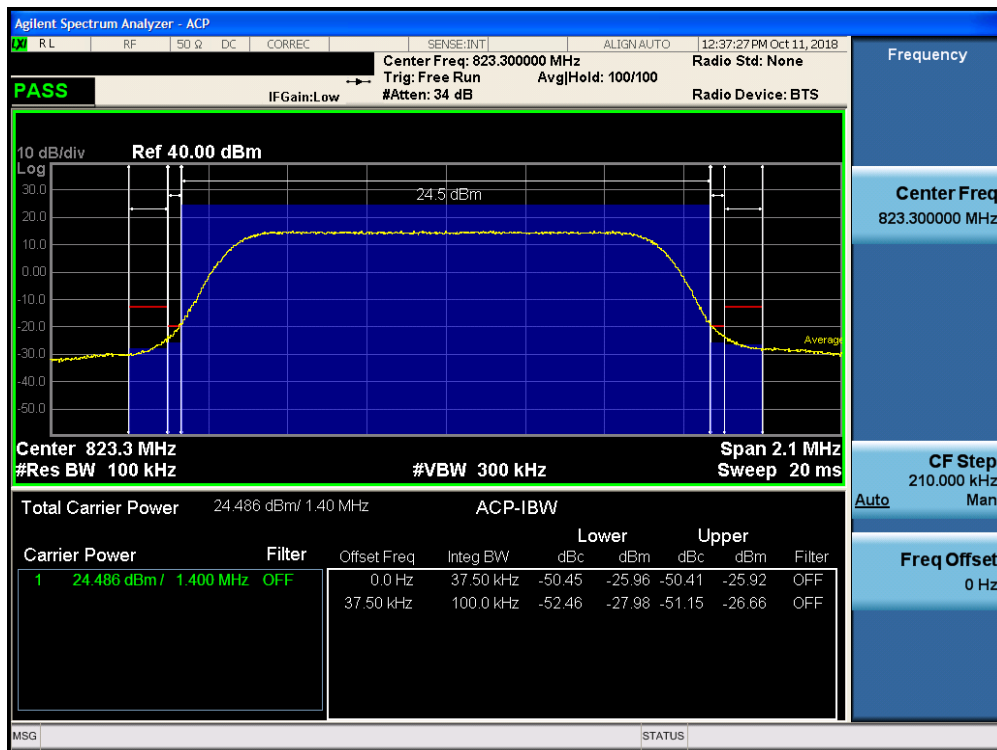 Agilent Spectrum Analyzer - ACP
LXI RL RF 50 Ω DC CORREC SENSE:INT ALIGN AUTO 12:37:27 PM Oct 11, 2018
Center Freq: 823.300000 MHz Radio Std: None
Trig: Free Run Avg|Hold: 100/100
PASS IFGain:Low #Atten: 34 dB Radio Device: BTS
10 dB/div Ref 40.00 dBm
Log
30.0
20.0
10.0
0.00
-10.0
-20.0
-30.0
-40.0
-50.0
24.5 dBm
Average
Center 823.3 MHz Span 2.1 MHz
#Res BW 100 kHz #VBW 300 kHz Sweep 20 ms
Total Carrier Power 24.486 dBm/ 1.40 MHz ACP-IBW
Lower Upper
Carrier Power Filter Offset Freq Integ BW dBc dBm dBc dBm Filter
1 24.486 dBm / 1.400 MHz OFF 0.0 Hz 37.50 kHz -50.45 -25.96 -50.41 -25.92 OFF
37.50 kHz 100.0 kHz -52.46 -27.98 -51.15 -26.66 OFF
Frequency
Center Freq
823.300000 MHz
CF Step
210.000 kHz
Auto Man
Freq Offset
0 Hz
MSG STATUS